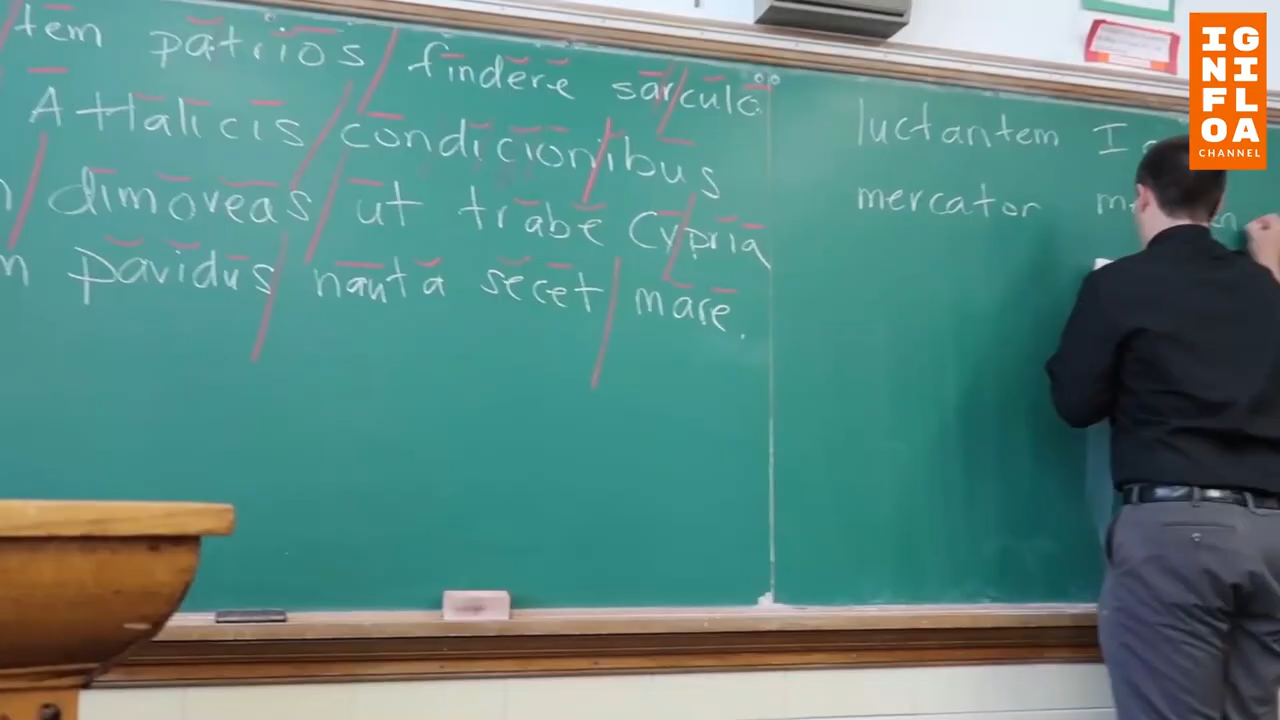 tem patrios findere sarculo
Attalicis condicionibus
dimoveas ut trabe Cypria
m pavidus nauta secet mare.
luctantem I
mercator m
IGNIFLOA
CHANNEL